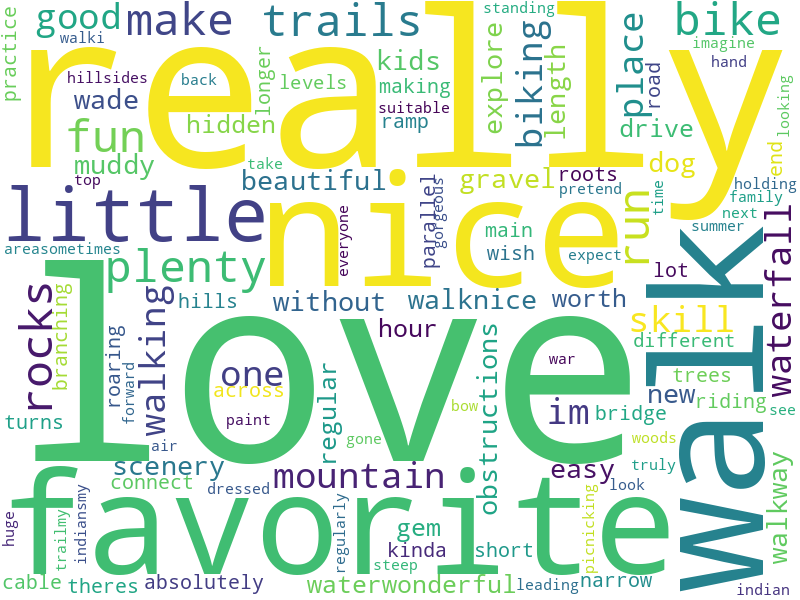 really
love
nice
walk
favorite
little
trails
make
good
bike
kids
explore
biking
length
place
road
imagine
hand
standing
looking
practice
walki
hillsides
back
levels
longer
making
suitable
ramp
wade
hidden
fun
muddy
top
take
beautiful
everyone
parallel
gorgeous
gravel
roots
pretend
drive
dog
end
holding
family
time
next
summer
run
main
wish
expect
lot
waterfall
areasometimes
plenty
hills
without
walknice
worth
skill
different
rocks
branching
roaring
forward
walking
one
across
paint
air
hour
regular
obstructions
war
bow
im
new
bridge
riding
trees
see
woods
truly
turns
scenery
connect
dressed
gone
mountain
easy
look
walkway
huge
trailmy
indiansmy
regularly
gem
kinda
steep
short
picnicking
narrow
leading
cable
theres
absolutely
waterwonderful
indian